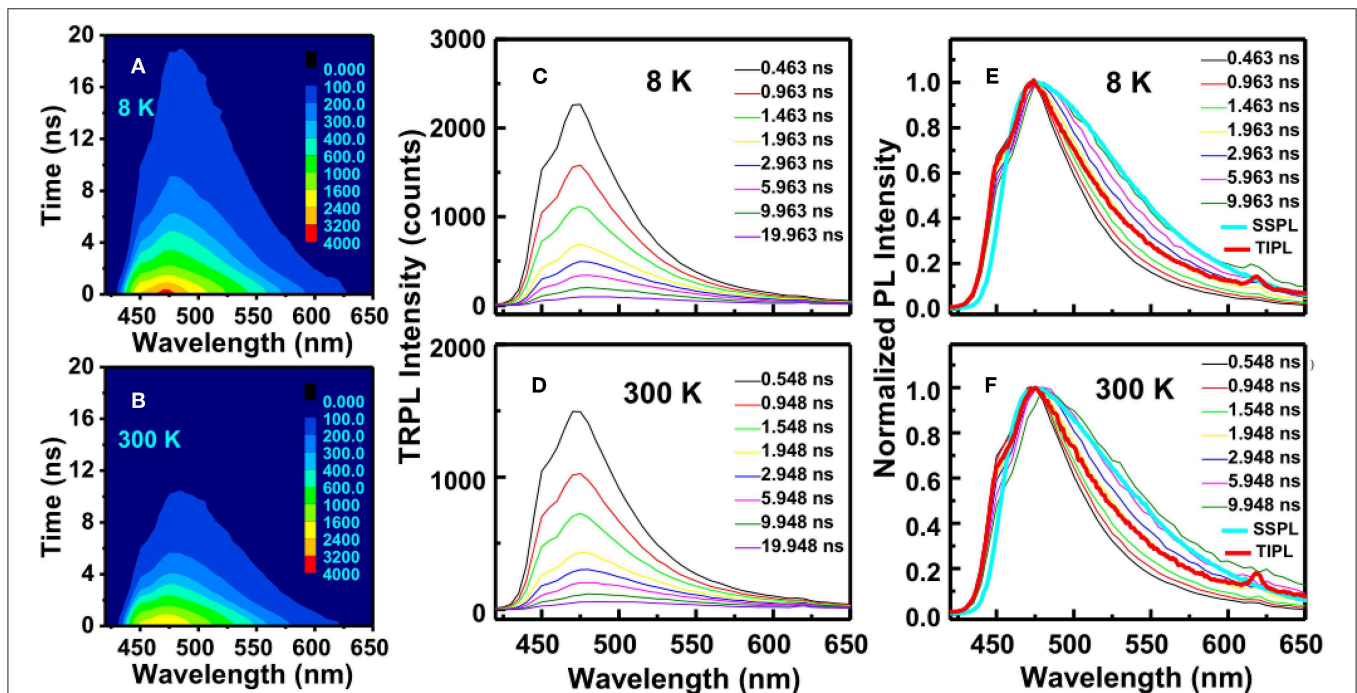 A
8 K
Time (ns)
20
16
12
8
4
0
450 500 550 600 650
Wavelength (nm)
0.000
100.0
200.0
300.0
400.0
600.0
1000
1600
2400
3200
4000
B
300 K
Time (ns)
20
16
12
8
4
0
450 500 550 600 650
Wavelength (nm)
0.000
100.0
200.0
300.0
400.0
600.0
1000
1600
2400
3200
4000
TRPL Intensity (counts)
C
8 K
3000
2000
1000
0
0.463 ns
0.963 ns
1.463 ns
1.963 ns
2.963 ns
5.963 ns
9.963 ns
19.963 ns
D
300 K
2000
1000
0
0.548 ns
0.948 ns
1.548 ns
1.948 ns
2.948 ns
5.948 ns
9.948 ns
19.948 ns
450 500 550 600 650
Wavelength (nm)
Normalized PL Intensity
E
8 K
1.0
0.8
0.6
0.4
0.2
0.0
0.463 ns
0.963 ns
1.463 ns
1.963 ns
2.963 ns
5.963 ns
9.963 ns
SSPL
TIPL
F
300 K
1.0
0.8
0.6
0.4
0.2
0.0
0.548 ns
0.948 ns
1.548 ns
1.948 ns
2.948 ns
5.948 ns
9.948 ns
SSPL
TIPL
)
450 500 550 600 650
Wavelength (nm)